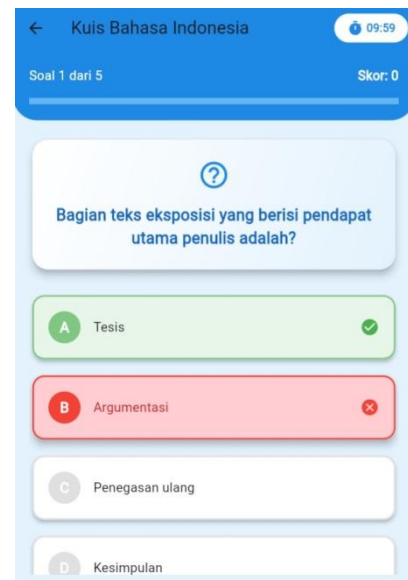 Kuis Bahasa Indonesia
09:59
Soal 1 dari 5
Skor: 0
Bagian teks eksposisi yang berisi pendapat
utama penulis adalah?
A Tesis
B Argumentasi
C Penegasan ulang
D Kesimpulan